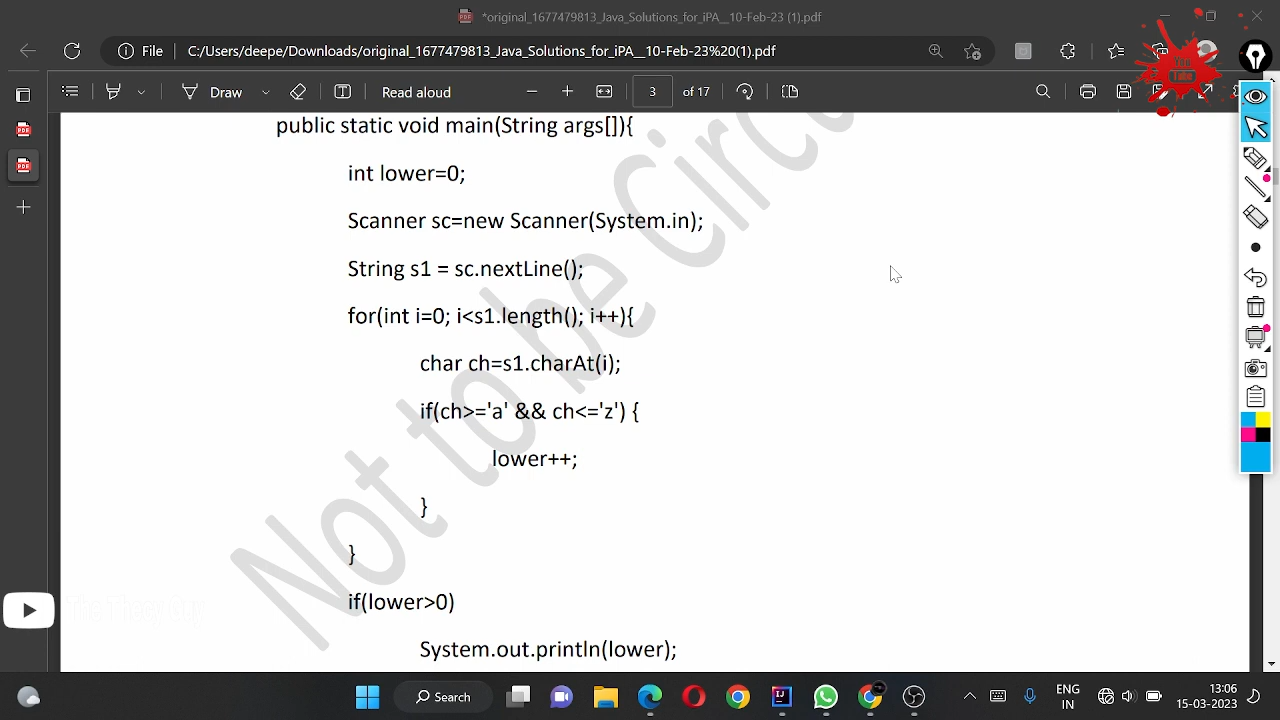 *original_1677479813_Java_Solutions_for_iPA__10-Feb-23 (1).pdf
File
C:/Users/deepe/Downloads/original_1677479813_Java_Solutions_for_iPA__10-Feb-23%20(1).pdf
You
Tube
Draw
Read aloud
3
of 17
public static void main(String args[]){
int lower=0;
Scanner sc=new Scanner(System.in);
String s1 = sc.nextLine();
for(int i=0; i<s1.length(); i++){
char ch=s1.charAt(i);
if(ch>='a' && ch<='z') {
lower++;
}
}
if(lower>0)
System.out.println(lower);
Not to be Circ
Search
ENG
IN
13:06
15-03-2023